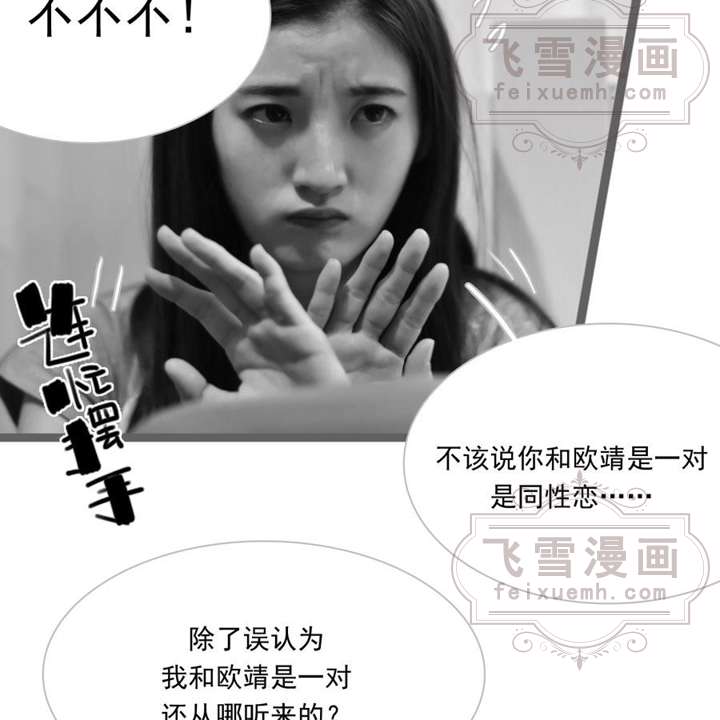 不不不！
飞雪漫画
feixuemh.com
连忙摆手
不该说你和欧靖是一对
是同性恋……
飞雪漫画
feixuemh.com
除了误认为
我和欧靖是一对
还从哪听来的？